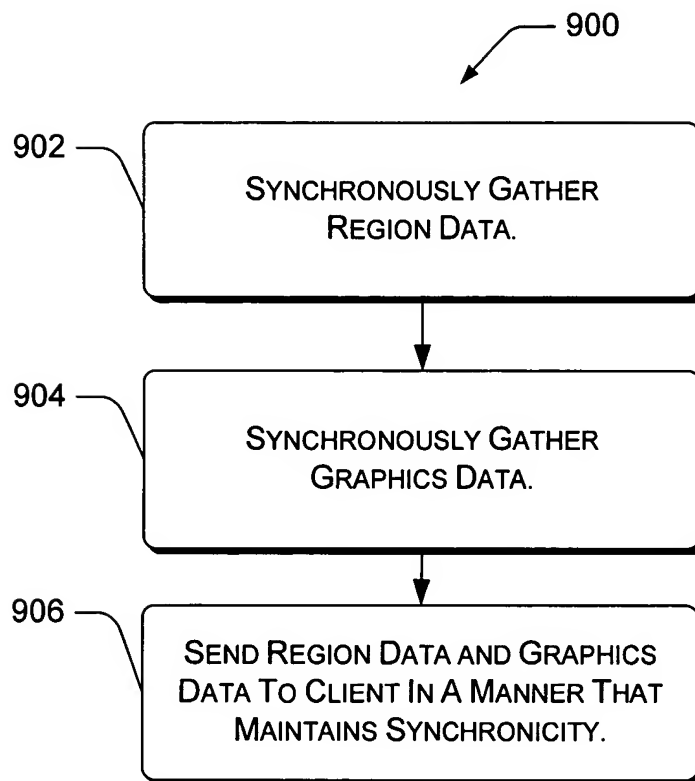 900
902
SYNCHRONOUSLY GATHER
REGION DATA.
904
SYNCHRONOUSLY GATHER
GRAPHICS DATA.
906
SEND REGION DATA AND GRAPHICS
DATA TO CLIENT IN A MANNER THAT
MAINTAINS SYNCHRONICITY.